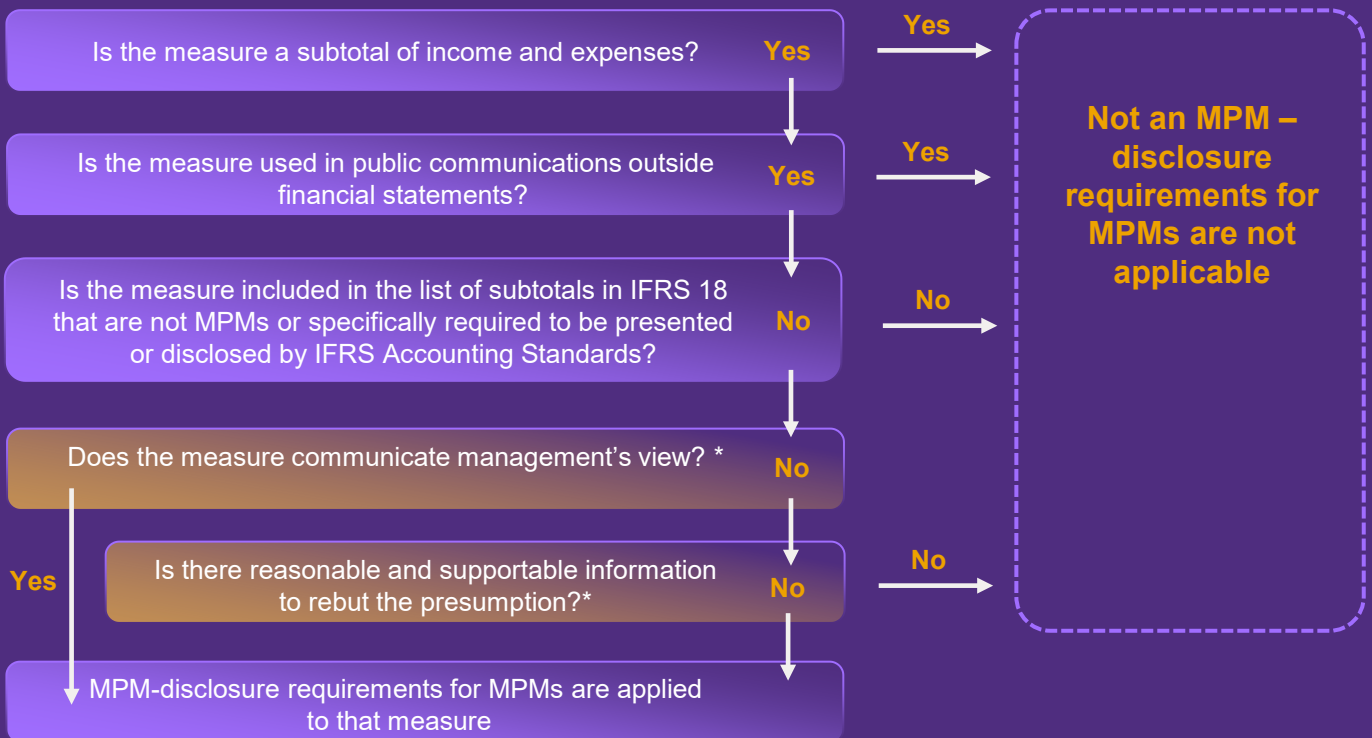 Is the measure a subtotal of income and expenses?
Yes
Yes
Is the measure used in public communications outside
financial statements?
Yes
Yes
Is the measure included in the list of subtotals in IFRS 18
that are not MPMs or specifically required to be presented
or disclosed by IFRS Accounting Standards?
No
No
Does the measure communicate management’s view? *
No
Yes
Is there reasonable and supportable information
to rebut the presumption?*
No
No
MPM-disclosure requirements for MPMs are applied
to that measure
Not an MPM –
disclosure
requirements for
MPMs are not
applicable